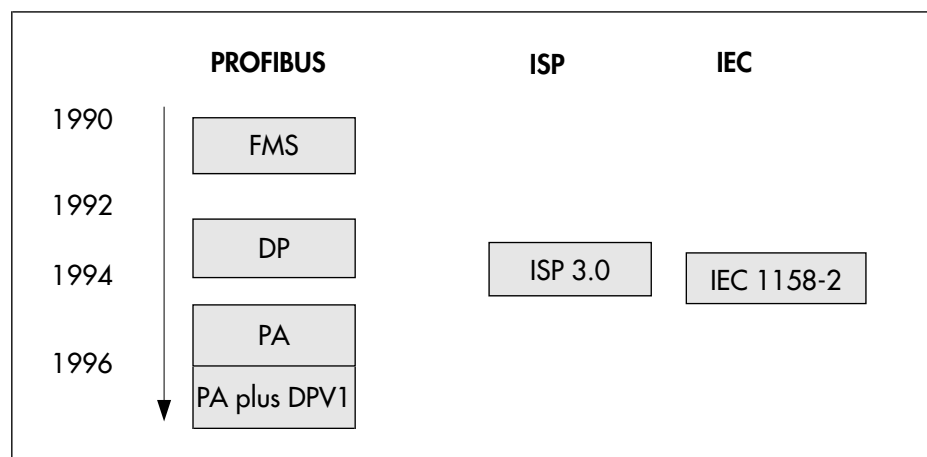 PROFIBUS ISP IEC
1990
FMS
1992
DP
ISP 3.0
IEC 1158-2
1994
PA
1996
PA plus DPV1